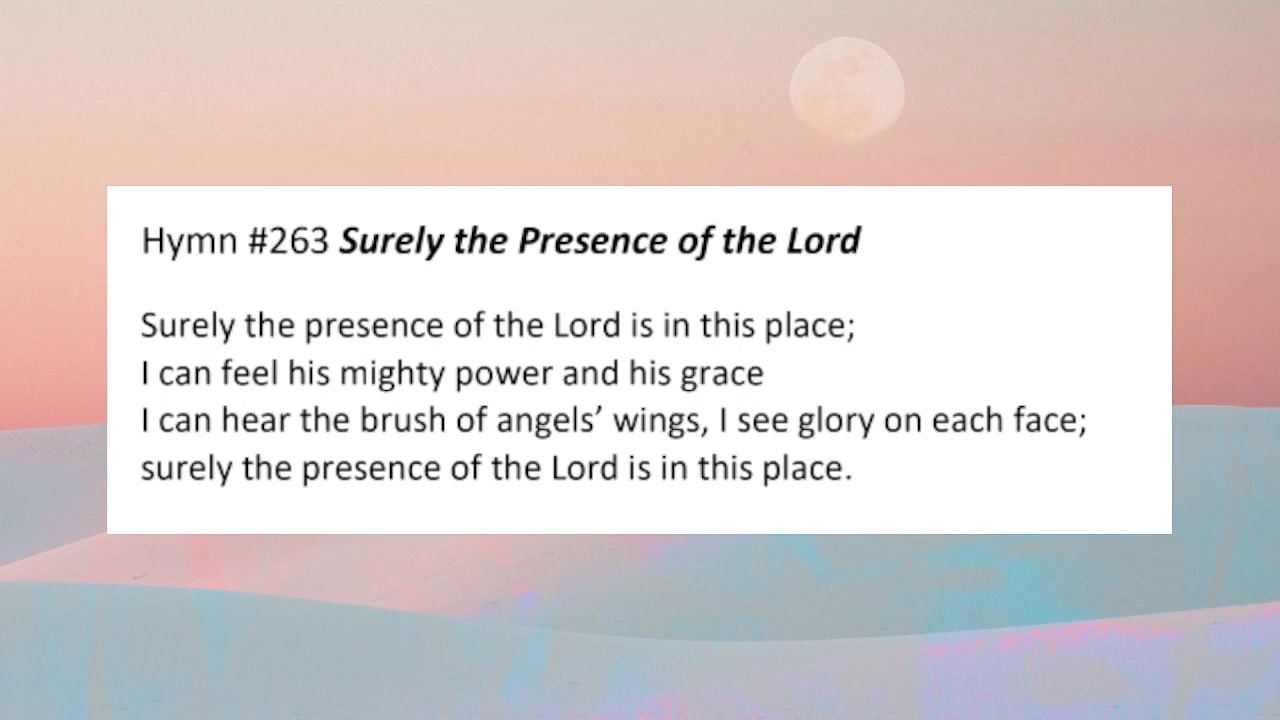 Hymn #263 Surely the Presence of the Lord
Surely the presence of the Lord is in this place;
I can feel his mighty power and his grace
I can hear the brush of angels’ wings, I see glory on each face;
surely the presence of the Lord is in this place.